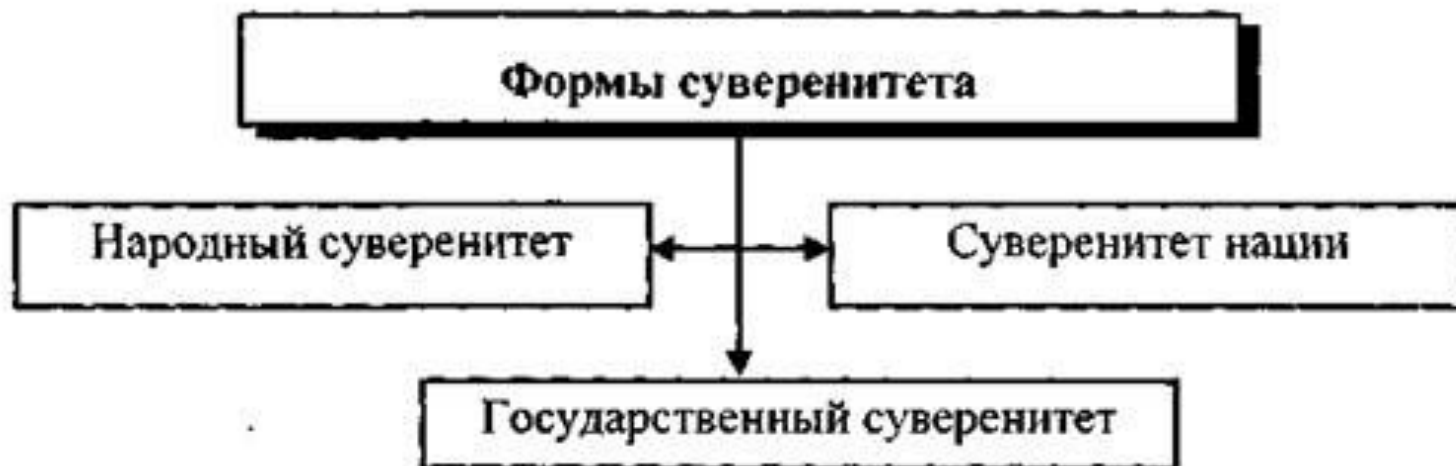 Формы суверенитета
Народный суверенитет
Суверенитет нации
Государственный суверенитет